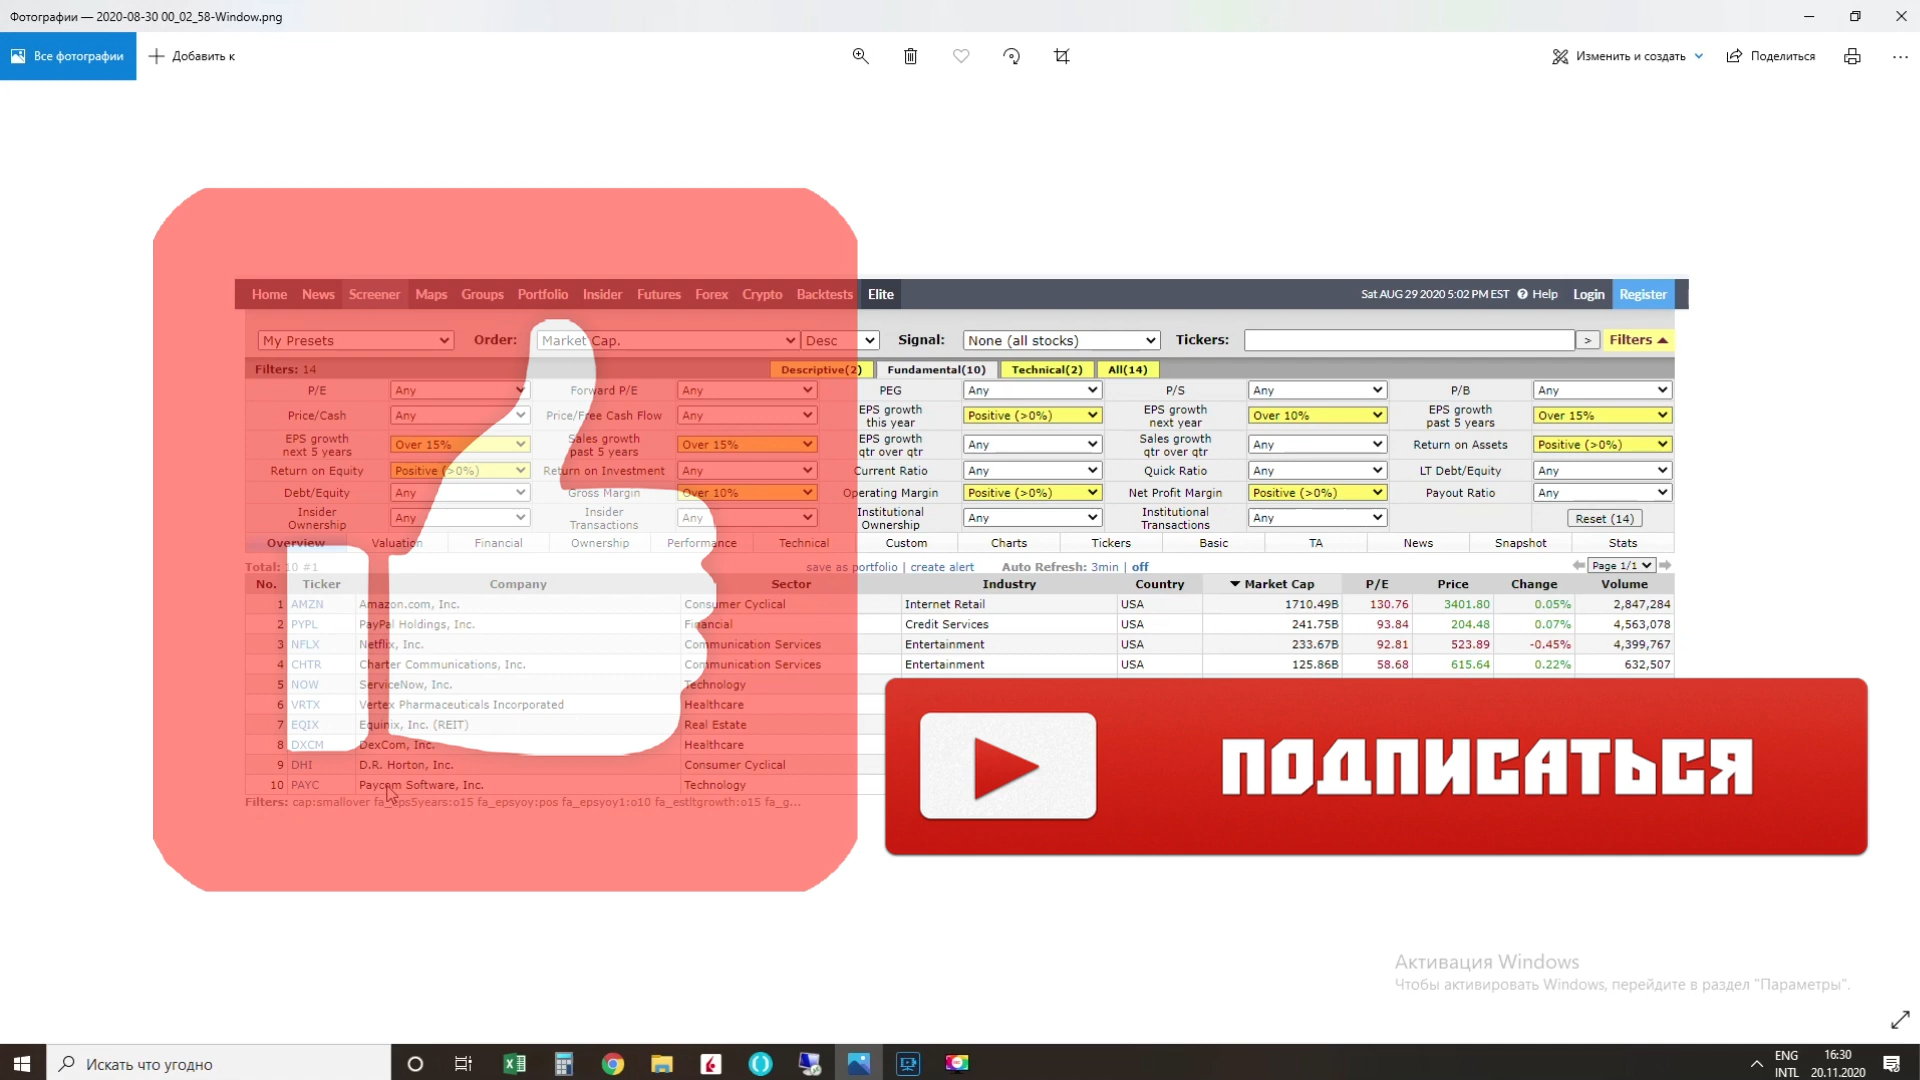 Фотографии — 2020-08-30 00_02_58-Window.png
Все фотографии Добавить к Изменить и создать Поделиться
Home News Screener Maps Groups Portfolio Insider Futures Forex Crypto Backtests Elite Sat AUG 29 2020 5:02 PM EST Help Login Register
My Presets Order: Market Cap. Desc Signal: None (all stocks) Tickers: > Filters
Filters: 14 Descriptive(2) Fundamental(10) Technical(2) All(14)
P/E Any Forward P/E Any PEG Any P/S Any P/B Any
Price/Cash Any Price/Free Cash Flow Any EPS growth this year Positive (>0%) EPS growth next year Over 10% EPS growth past 5 years Over 15%
EPS growth next 5 years Over 15% Sales growth past 5 years Over 15% EPS growth qtr over qtr Any Sales growth qtr over qtr Any Return on Assets Positive (>0%)
Return on Equity Positive (>0%) Return on Investment Any Current Ratio Any Quick Ratio Any LT Debt/Equity Any
Debt/Equity Any Gross Margin Over 10% Operating Margin Positive (>0%) Net Profit Margin Positive (>0%) Payout Ratio Any
Insider Ownership Any Insider Transactions Any Institutional Ownership Any Institutional Transactions Any Reset (14)
Overview Valuation Financial Ownership Performance Technical Custom Charts Tickers Basic TA News Snapshot Stats
Total: 10 #1 save as portfolio | create alert Auto Refresh: 3min | off Page 1/1
No. Ticker Company Sector Industry Country Market Cap P/E Price Change Volume
1 AMZN Amazon.com, Inc. Consumer Cyclical Internet Retail USA 1710.49B 130.76 3401.80 0.05% 2,847,284
2 PYPL PayPal Holdings, Inc. Financial Credit Services USA 241.75B 93.84 204.48 0.07% 4,563,078
3 NFLX Netflix, Inc. Communication Services Entertainment USA 233.67B 92.81 523.89 -0.45% 4,399,767
4 CHTR Charter Communications, Inc. Communication Services Entertainment USA 125.86B 58.68 615.64 0.22% 632,507
5 NOW ServiceNow, Inc. Technology
6 VRTX Vertex Pharmaceuticals Incorporated Healthcare
7 EQIX Equinix, Inc. (REIT) Real Estate
8 DXCM DexCom, Inc. Healthcare
9 DHI D.R. Horton, Inc. Consumer Cyclical
10 PAYC Paycom Software, Inc. Technology
Filters: cap:smallover fa_eps5years:o15 fa_epsyoy:pos fa_epsyoy1:o10 fa_estltgrowth:o15 fa_g...
ПОДПИСАТЬСЯ
Активация Windows
Чтобы активировать Windows, перейдите в раздел "Параметры".
Искать что угодно
ENG
INTL
16:30
20.11.2020